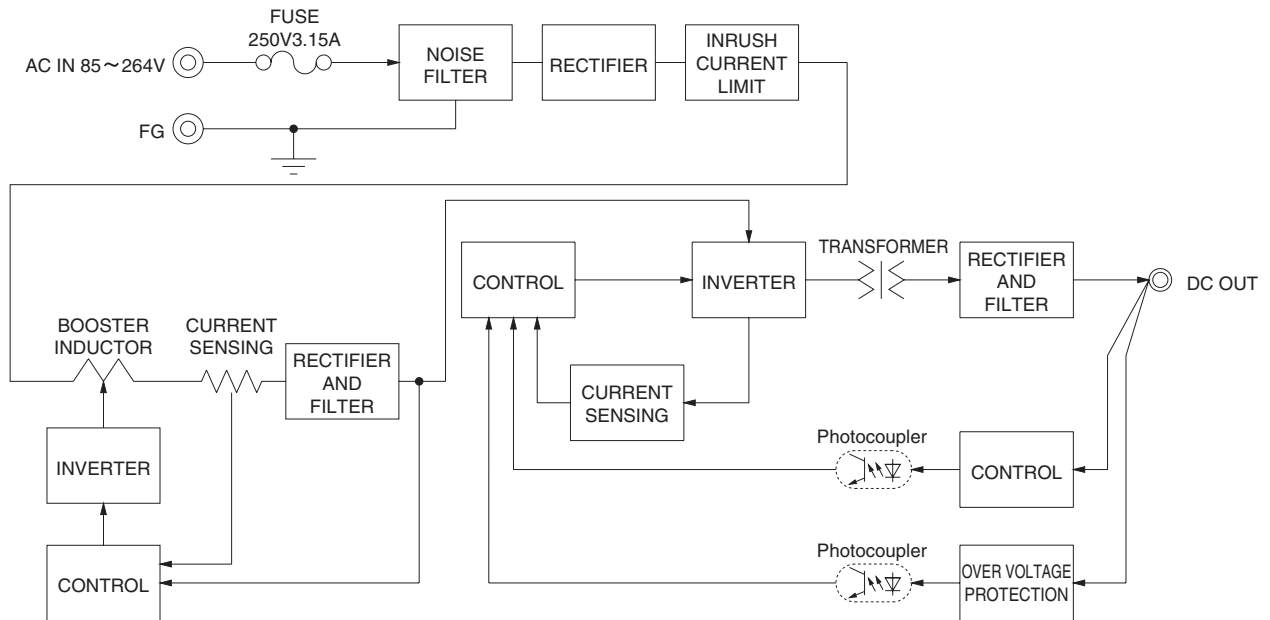 FUSE
250V3.15A
AC IN 85～264V
NOISE
FILTER
RECTIFIER
INRUSH
CURRENT
LIMIT
FG
CONTROL
INVERTER
TRANSFORMER
RECTIFIER
AND
FILTER
DC OUT
BOOSTER
INDUCTOR
CURRENT
SENSING
RECTIFIER
AND
FILTER
CURRENT
SENSING
INVERTER
Photocoupler
CONTROL
CONTROL
Photocoupler
OVER VOLTAGE
PROTECTION